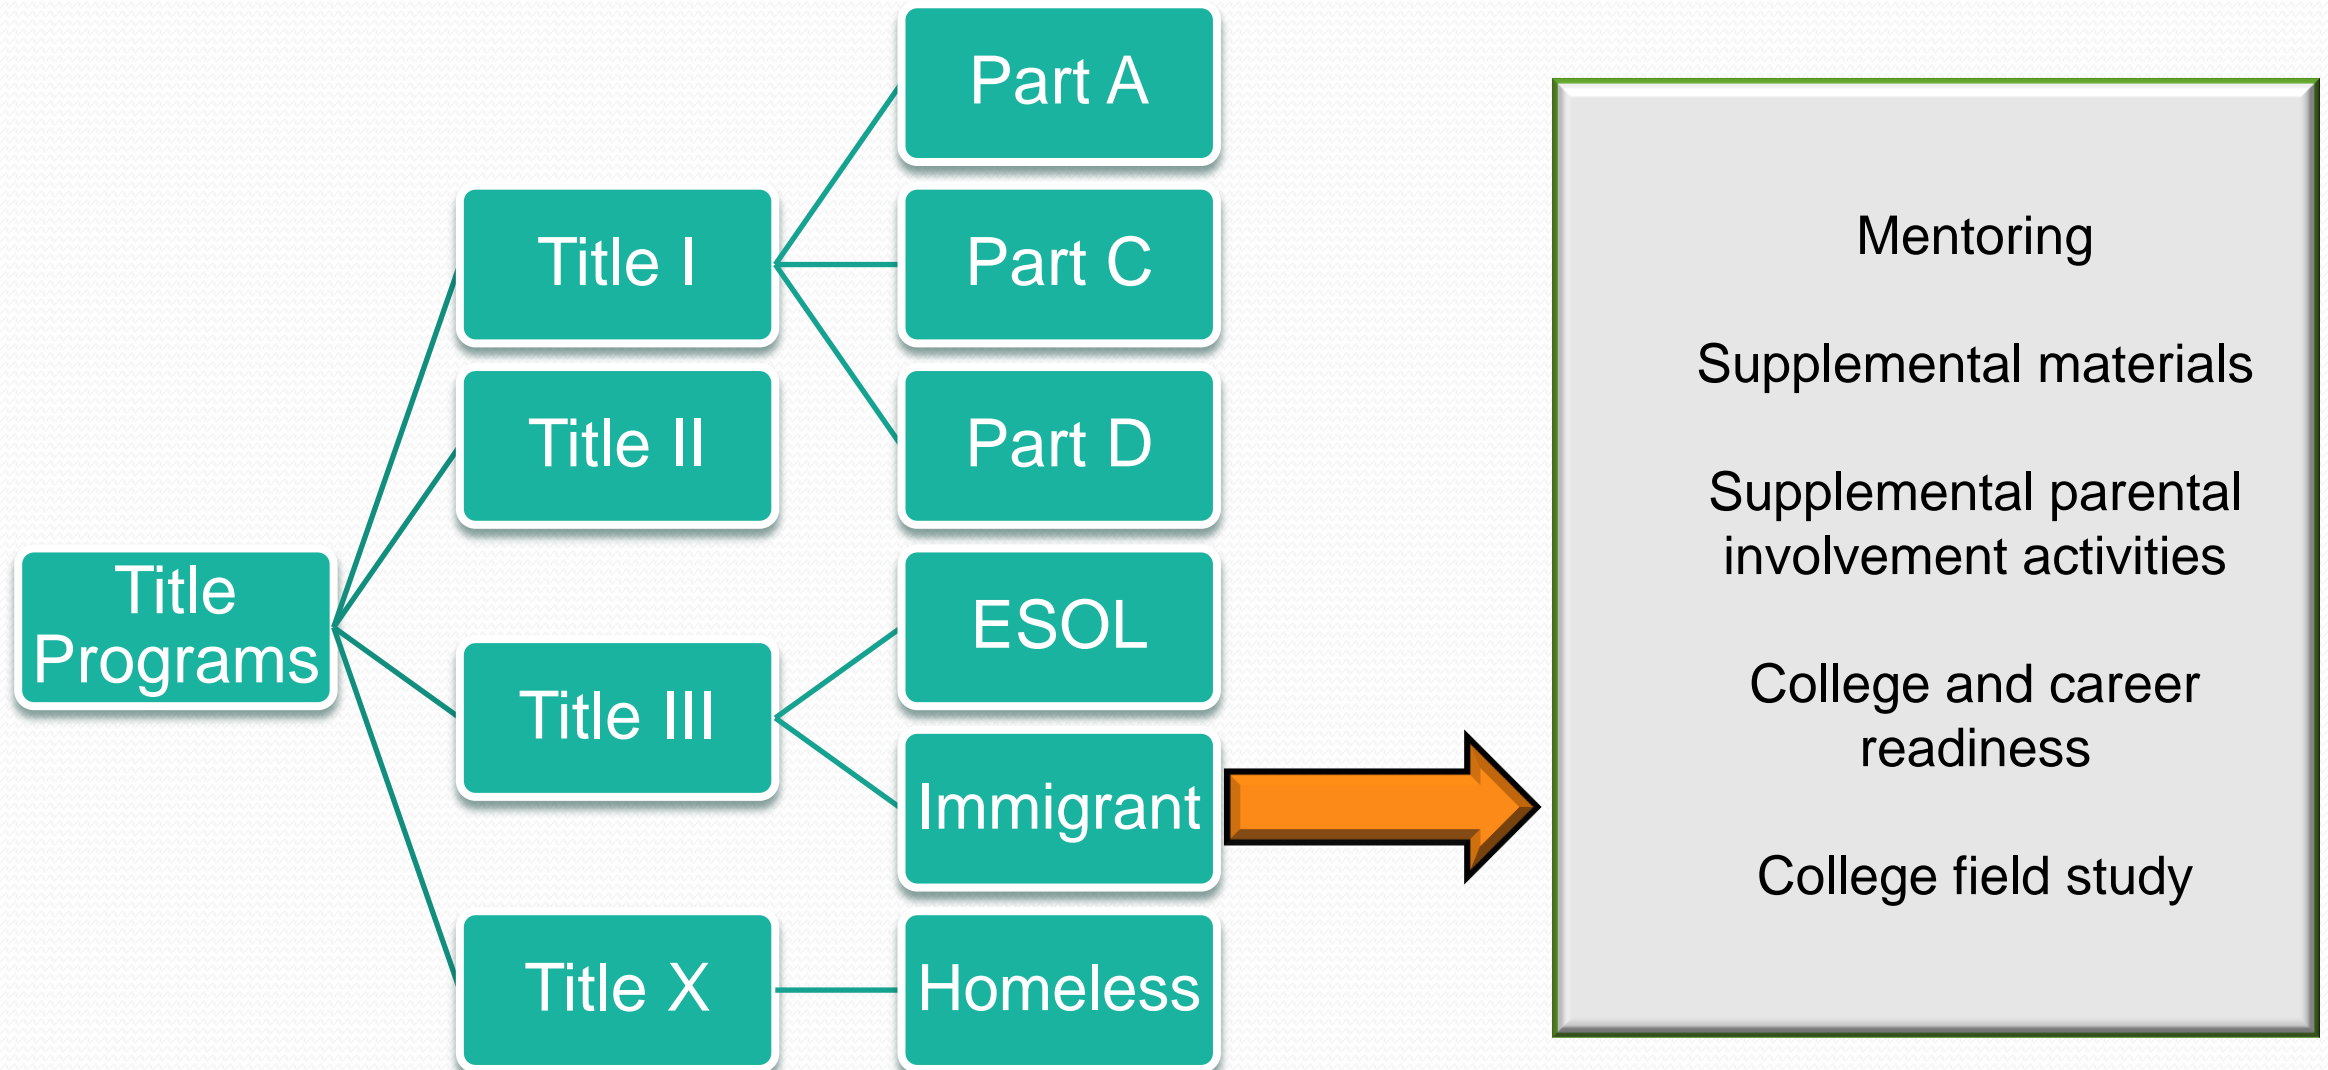 Title
Programs
Title I
Part A
Part C
Part D
Title II
Title III
ESOL
Immigrant
Title X
Homeless
Mentoring
Supplemental materials
Supplemental parental
involvement activities
College and career
readiness
College field study